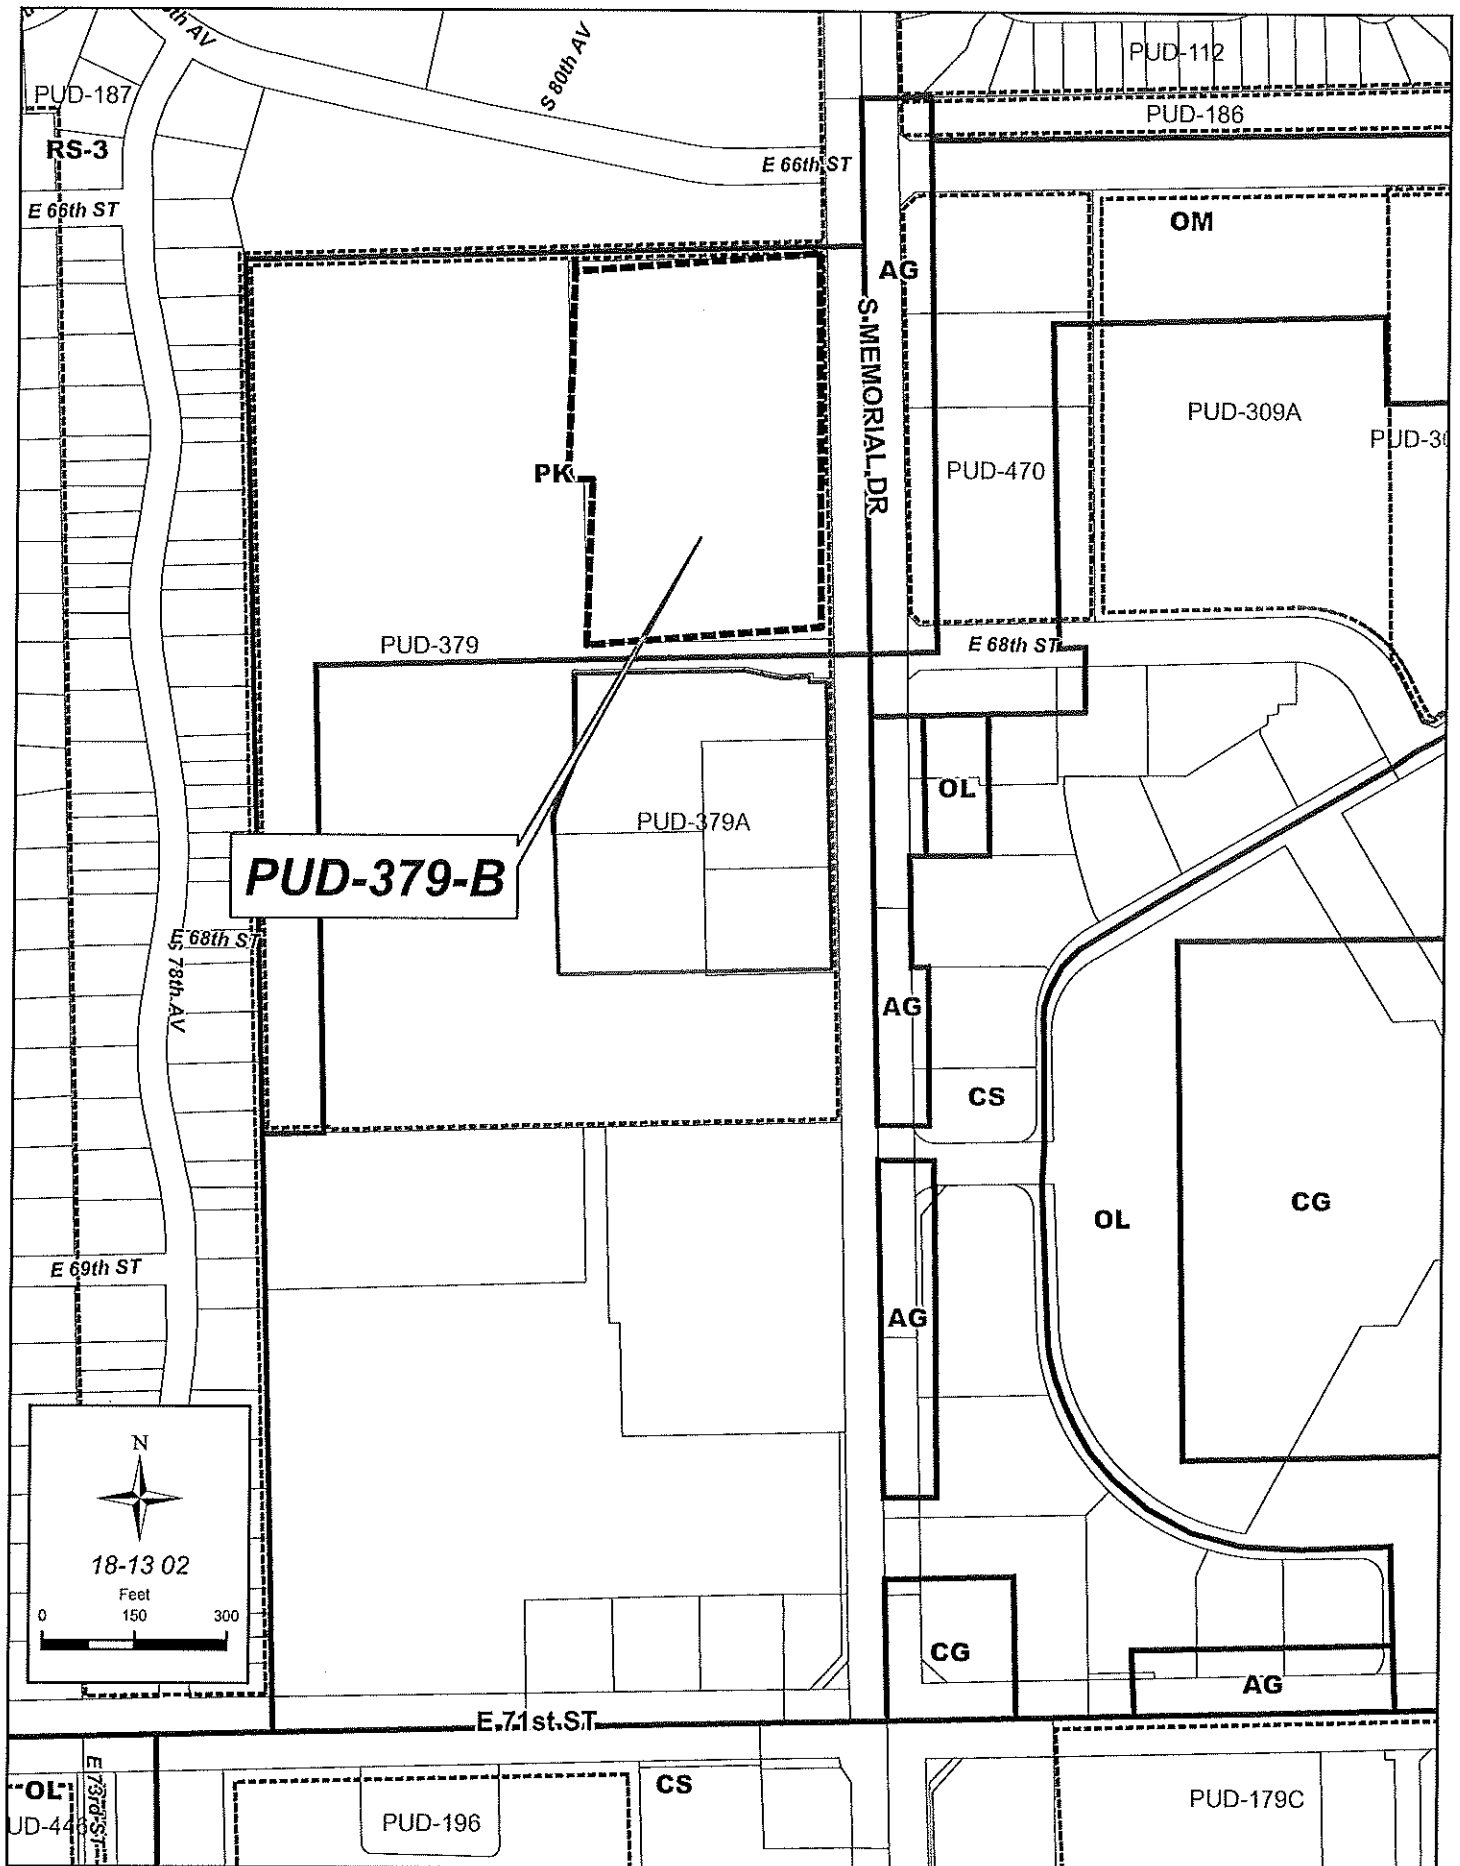 S 80th AV
PUD-112
PUD-187
PUD-186
RS-3
E 66th ST
E 66th ST
OM
AG
S MEMORIAL DR
PUD-309A
PUD-470
PK
PUD-379
E 68th ST
OL
PUD-379A
PUD-379-B
E 68th ST
S 78th AV
AG
CS
CG
OL
E 69th ST
AG
N
18-13 02
Feet
0 150 300
CG
AG
E 71st ST
E 73rd ST
OL
CS
PUD-196
PUD-179C